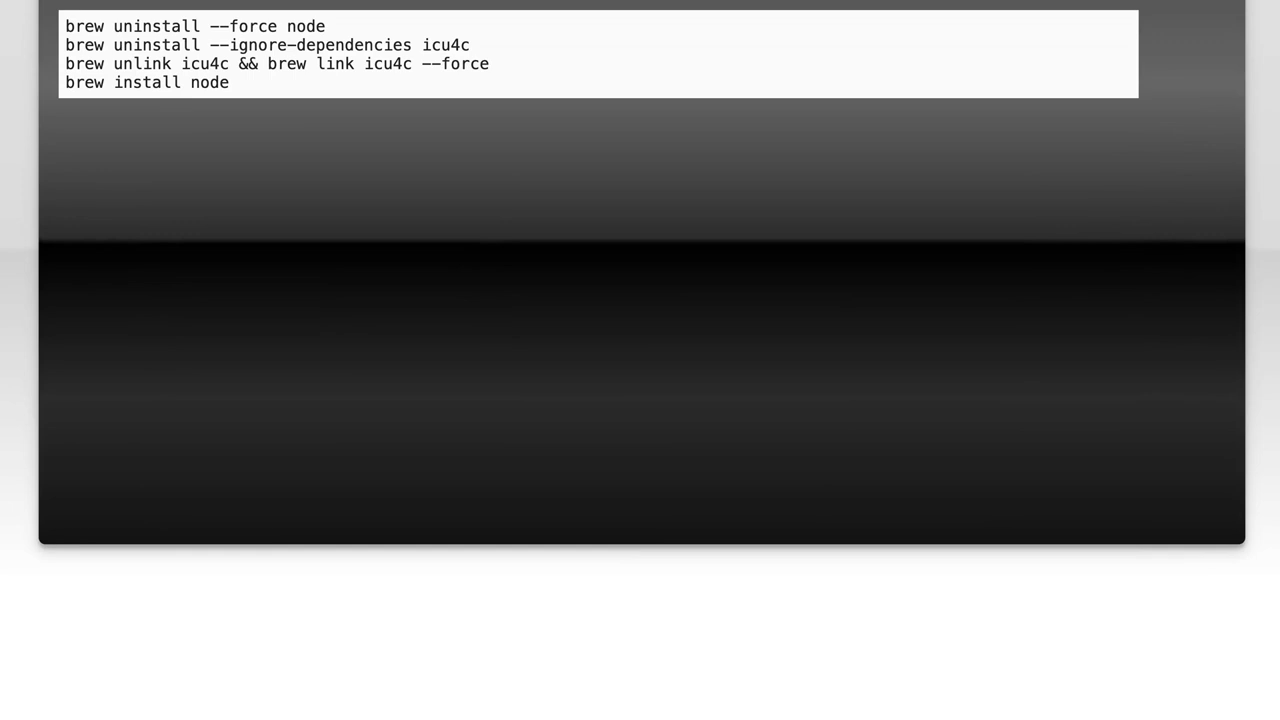 brew uninstall --force node
brew uninstall --ignore-dependencies icu4c
brew unlink icu4c && brew link icu4c --force
brew install node